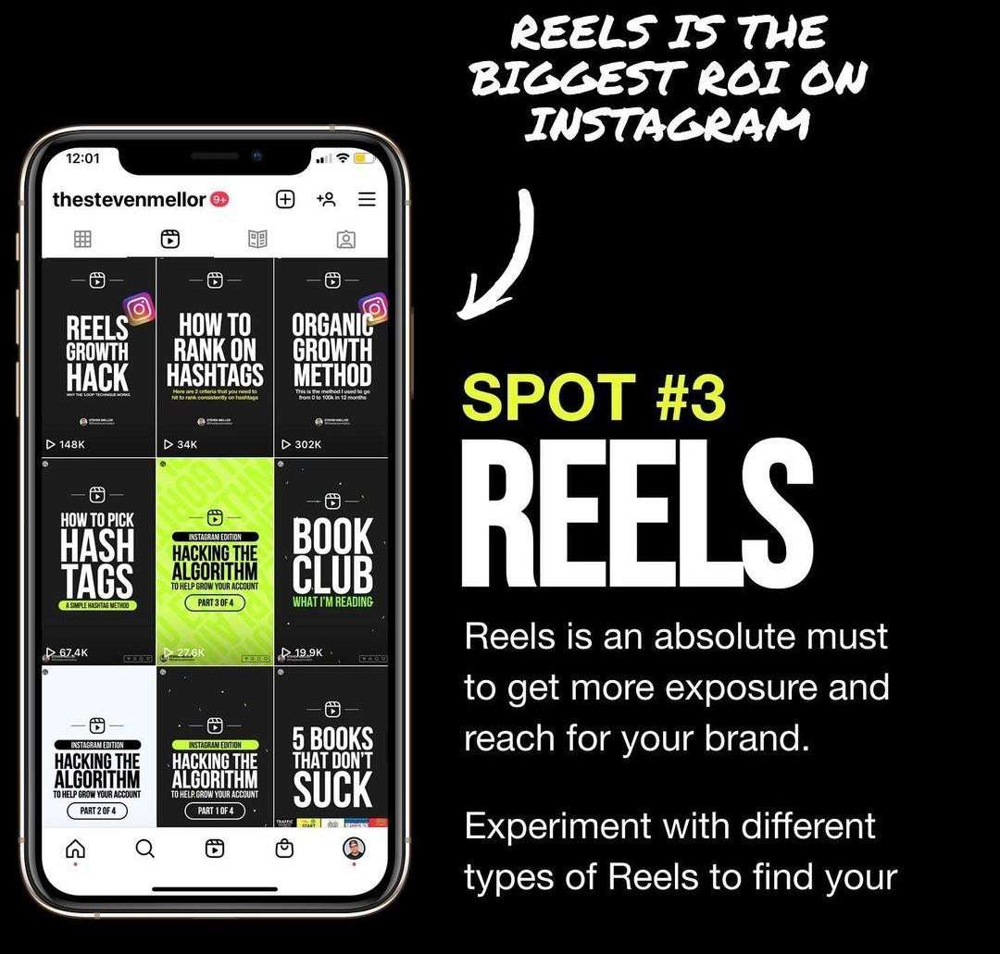 REELS IS THE
BIGGEST ROI ON
INSTAGRAM
12:01
thestevenmellor 9+
REELS
GROWTH
HACK
WHY THE 'LOOP' TECHNIQUE WORKS
STEVEN MELLOR
148K
HOW TO
RANK ON
HASHTAGS
Here are 2 criteria that you need to
hit to rank consistently on hashtags
STEVEN MELLOR
34K
ORGANIC
GROWTH
METHOD
This is the method I used to go
from 0 to 100k in 12 months
STEVEN MELLOR
302K
HOW TO PICK
HASH
TAGS
A SIMPLE HASHTAG METHOD
67.4K
INSTAGRAM EDITION
HACKING THE
ALGORITHM
TO HELP GROW YOUR ACCOUNT
PART 3 OF 4
27.6K
BOOK
CLUB
WHAT I'M READING
19.9K
INSTAGRAM EDITION
HACKING THE
ALGORITHM
TO HELP GROW YOUR ACCOUNT
PART 2 OF 4
INSTAGRAM EDITION
HACKING THE
ALGORITHM
TO HELP GROW YOUR ACCOUNT
PART 1 OF 4
5 BOOKS
THAT DON'T
SUCK
SPOT #3
REELS
Reels is an absolute must
to get more exposure and
reach for your brand.
Experiment with different
types of Reels to find your